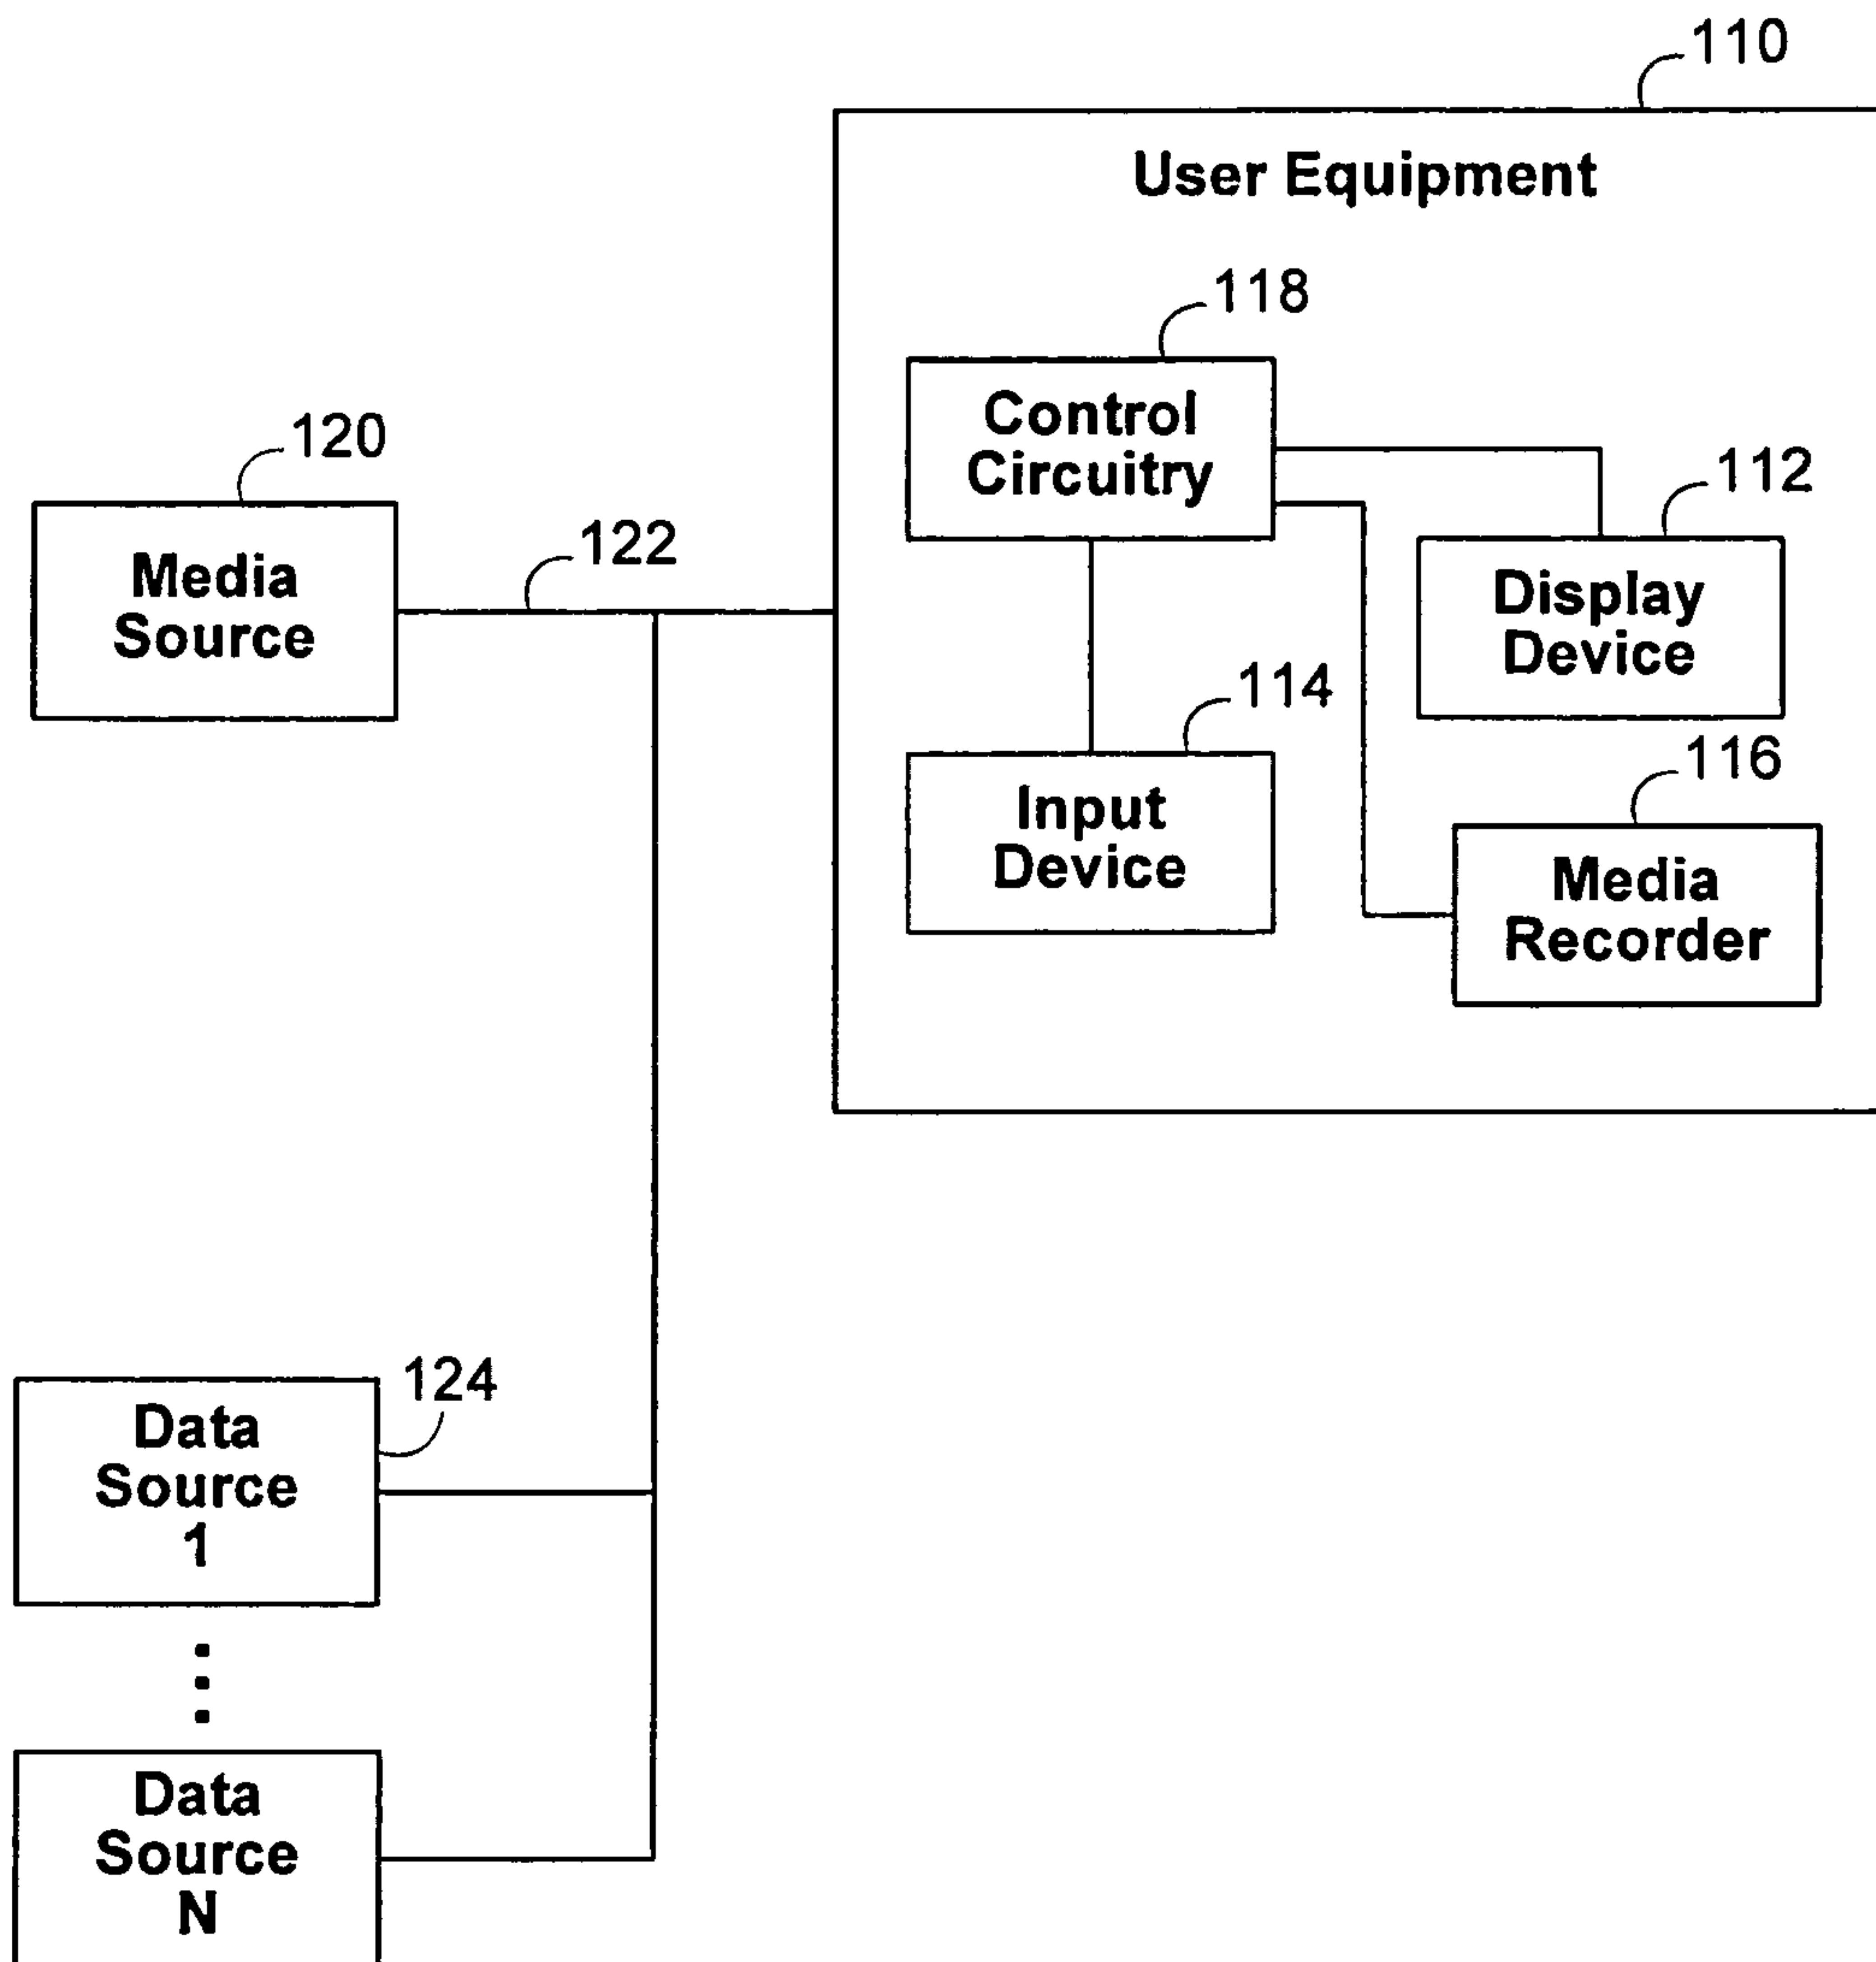 110
User Equipment
118
Control
Circuitry
120
112
122
Media
Source
Display
Device
114
116
Input
Device
Media
Recorder
124
Data
Source
1
Data
Source
N